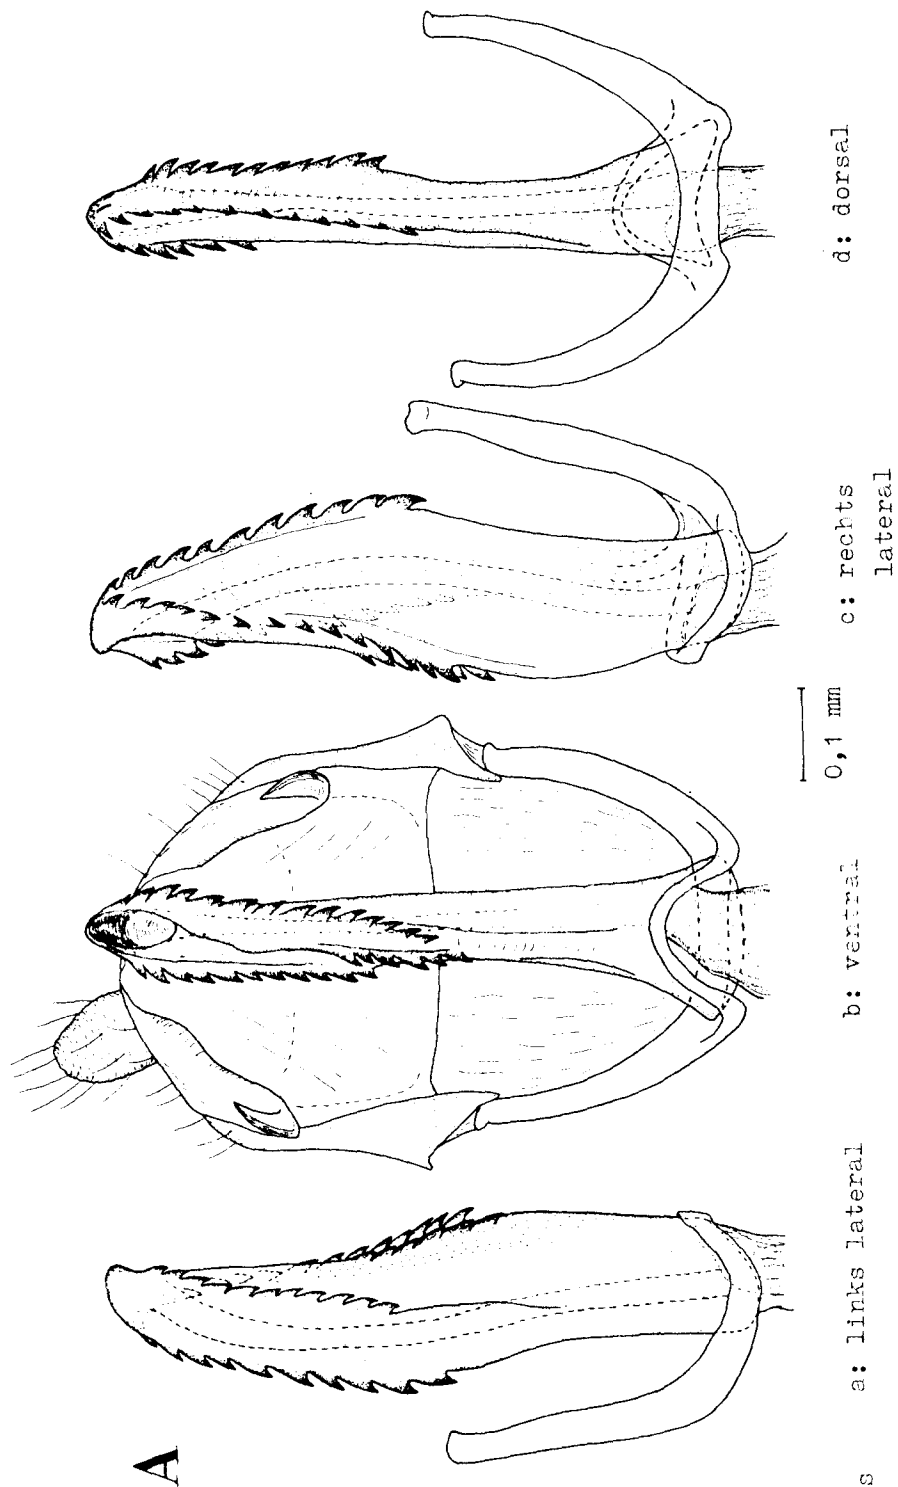 A
a: links lateral
b: ventral
0,1 mm
c: rechts
lateral
d: dorsal
s